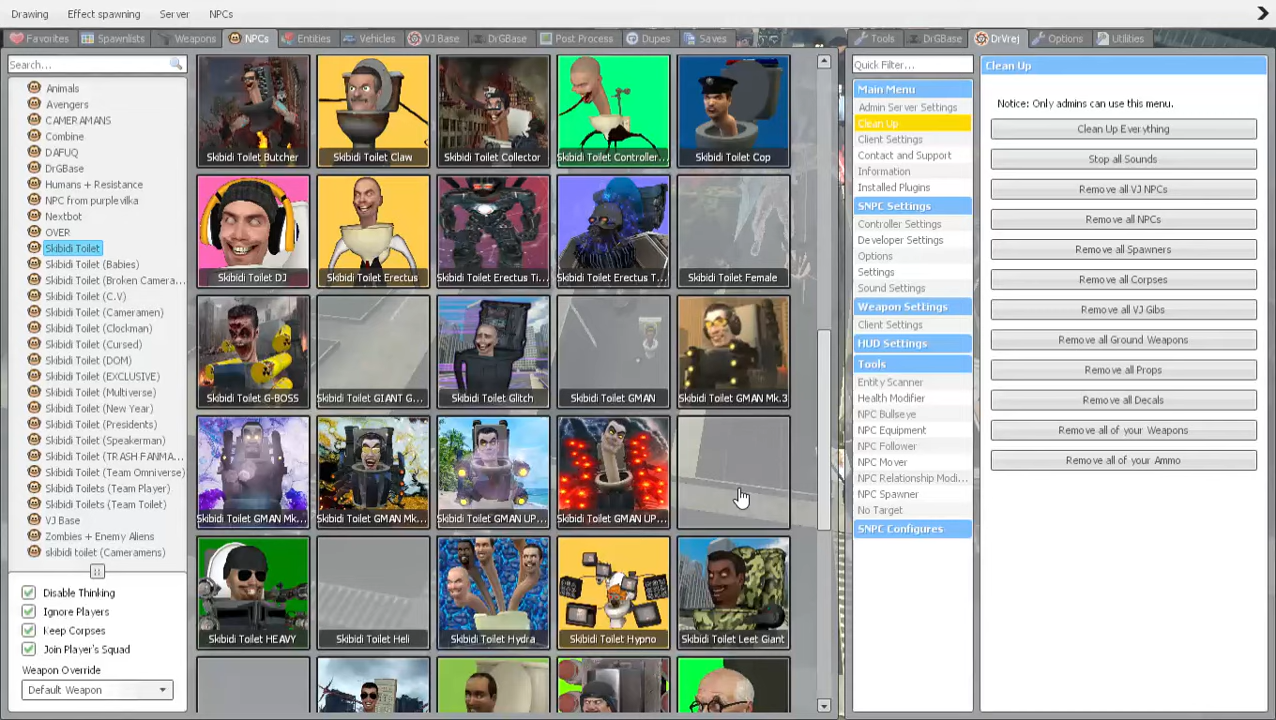 Drawing Effect spawning Server NPCs
Favorites Spawnlists Weapons NPCs Entities Vehicles VJ Base DrGBase Post Process Dupes Saves
Tools DrGBase DrVrej Options Utilities
Search...
Animals
Avengers
CAMERAMANS
Combine
DAFUQ
DrGBase
Humans + Resistance
NPC from purplevilka
Nextbot
OVER
Skibidi Toilet
Skibidi Toilet (Babies)
Skibidi Toilet (Broken Camera...
Skibidi Toilet (C.V)
Skibidi Toilet (Cameramen)
Skibidi Toilet (Clockman)
Skibidi Toilet (Cursed)
Skibidi Toilet (DOM)
Skibidi Toilet (EXCLUSIVE)
Skibidi Toilet (Multiverse)
Skibidi Toilet (New Year)
Skibidi Toilet (Presidents)
Skibidi Toilet (Speakerman)
Skibidi Toilet (TRASH FANMA...
Skibidi Toilet (Team Omniverse)
Skibidi Toilets (Team Player)
Skibidi Toilets (Team Toilet)
VJ Base
Zombies + Enemy Aliens
skibidi toilet (Cameramens)
Disable Thinking
Ignore Players
Keep Corpses
Join Player's Squad
Weapon Override
Default Weapon
Skibidi Toilet Butcher Skibidi Toilet Claw Skibidi Toilet Collector Skibidi Toilet Controller... Skibidi Toilet Cop
Skibidi Toilet DJ Skibidi Toilet Erectus Skibidi Toilet Erectus Ti... Skibidi Toilet Erectus T... Skibidi Toilet Female
Skibidi Toilet G-BOSS Skibidi Toilet GIANT G... Skibidi Toilet Glitch Skibidi Toilet GMAN Skibidi Toilet GMAN Mk.3
Skibidi Toilet GMAN Mk... Skibidi Toilet GMAN Mk... Skibidi Toilet GMAN UP... Skibidi Toilet GMAN UP...
Skibidi Toilet HEAVY Skibidi Toilet Heli Skibidi Toilet Hydra Skibidi Toilet Hypno Skibidi Toilet Leet Giant
Quick Filter...
Main Menu
Admin Server Settings
Clean Up
Client Settings
Contact and Support
Information
Installed Plugins
SNPC Settings
Controller Settings
Developer Settings
Options
Settings
Sound Settings
Weapon Settings
Client Settings
HUD Settings
Tools
Entity Scanner
Health Modifier
NPC Bullseye
NPC Equipment
NPC Follower
NPC Mover
NPC Relationship Modi...
NPC Spawner
No Target
SNPC Configures
Clean Up
Notice: Only admins can use this menu.
Clean Up Everything
Stop all Sounds
Remove all VJ NPCs
Remove all NPCs
Remove all Spawners
Remove all Corpses
Remove all VJ Gibs
Remove all Ground Weapons
Remove all Props
Remove all Decals
Remove all of your Weapons
Remove all of your Ammo